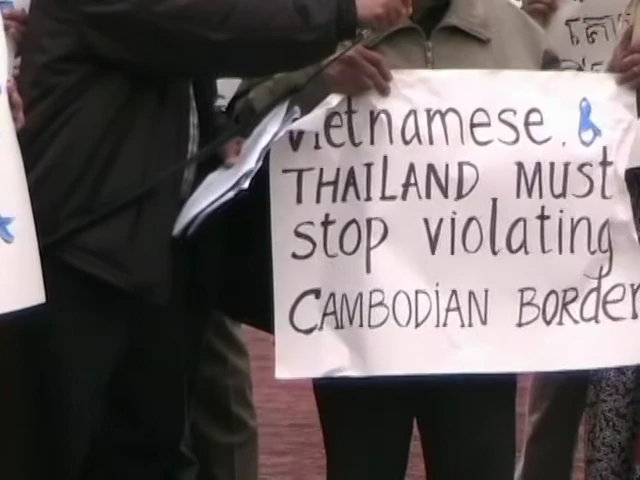 Vietnamese. &
THAILAND MUST
stop violating
CAMBODiAN BORder